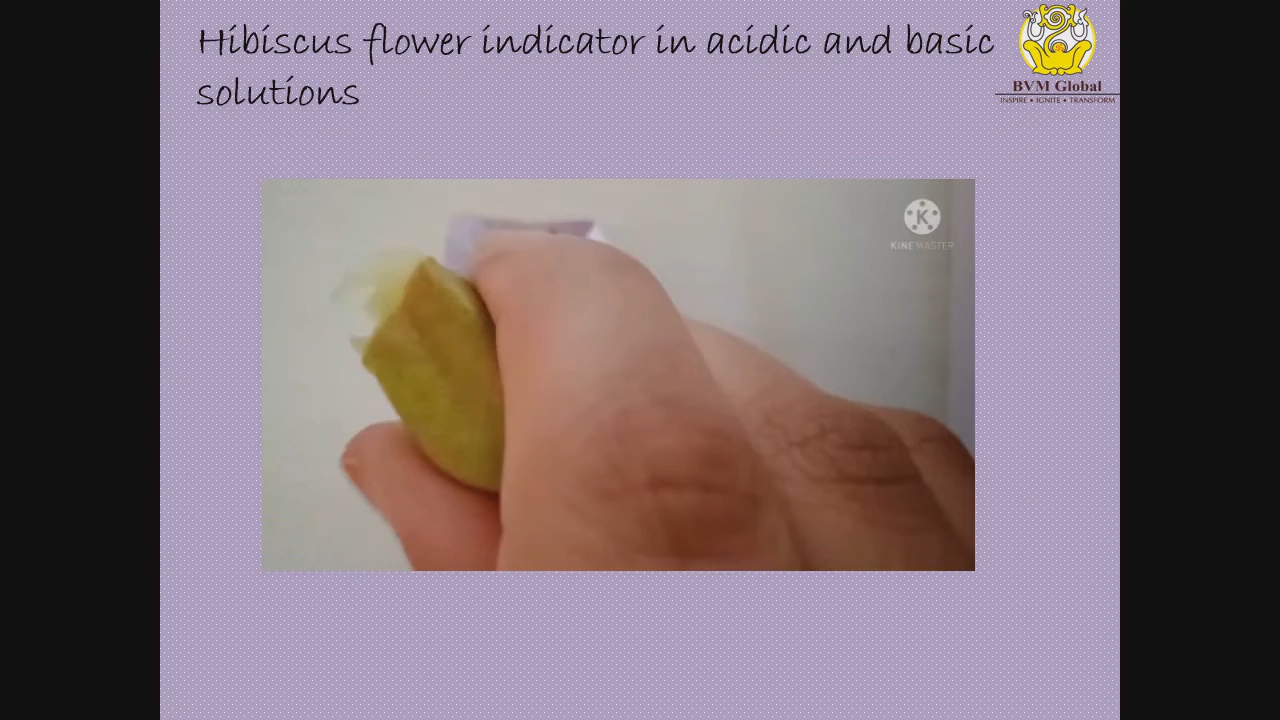 Hibiscus flower indicator in acidic and basic
solutions
BVM Global
INSPIRE • IGNITE • TRANSFORM
K
KINEMASTER